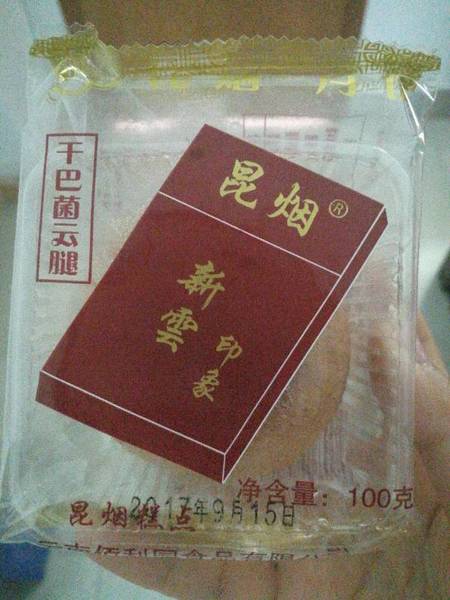 干巴菌云腿
昆烟®
新雲
印象
净含量：100克
2017年9月15日
昆烟糕点